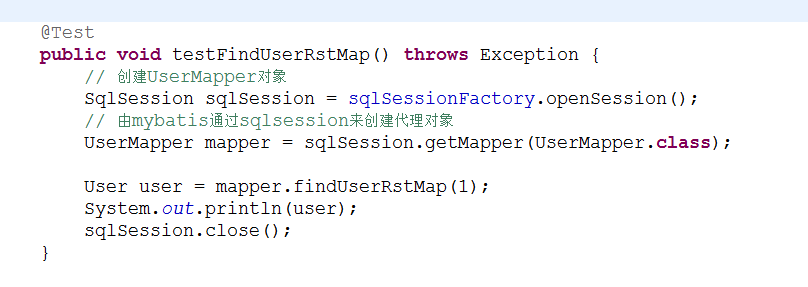 @Test
public void testFindUserRstMap() throws Exception {
// 创建UserMapper对象
SqlSession sqlSession = sqlSessionFactory.openSession();
// 由mybatis通过sqlsession来创建代理对象
UserMapper mapper = sqlSession.getMapper(UserMapper.class);
User user = mapper.findUserRstMap(1);
System.out.println(user);
sqlSession.close();
}